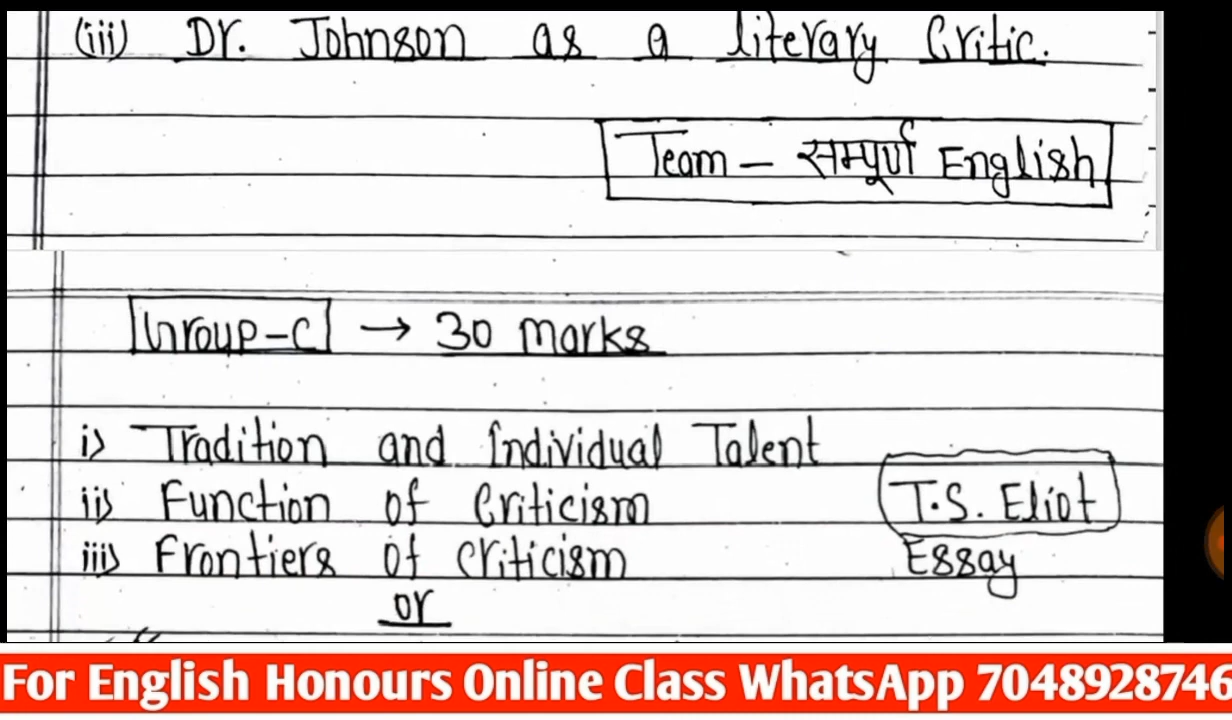 (iii) Dr. Johnson as a literary Critic.
Team – सम्पूर्ण English
Group-C → 30 marks
i) Tradition and Individual Talent
ii) Function of Criticism
T.S. Eliot
iii) Frontiers of criticism
Essay
or
For English Honours Online Class WhatsApp 7048928746